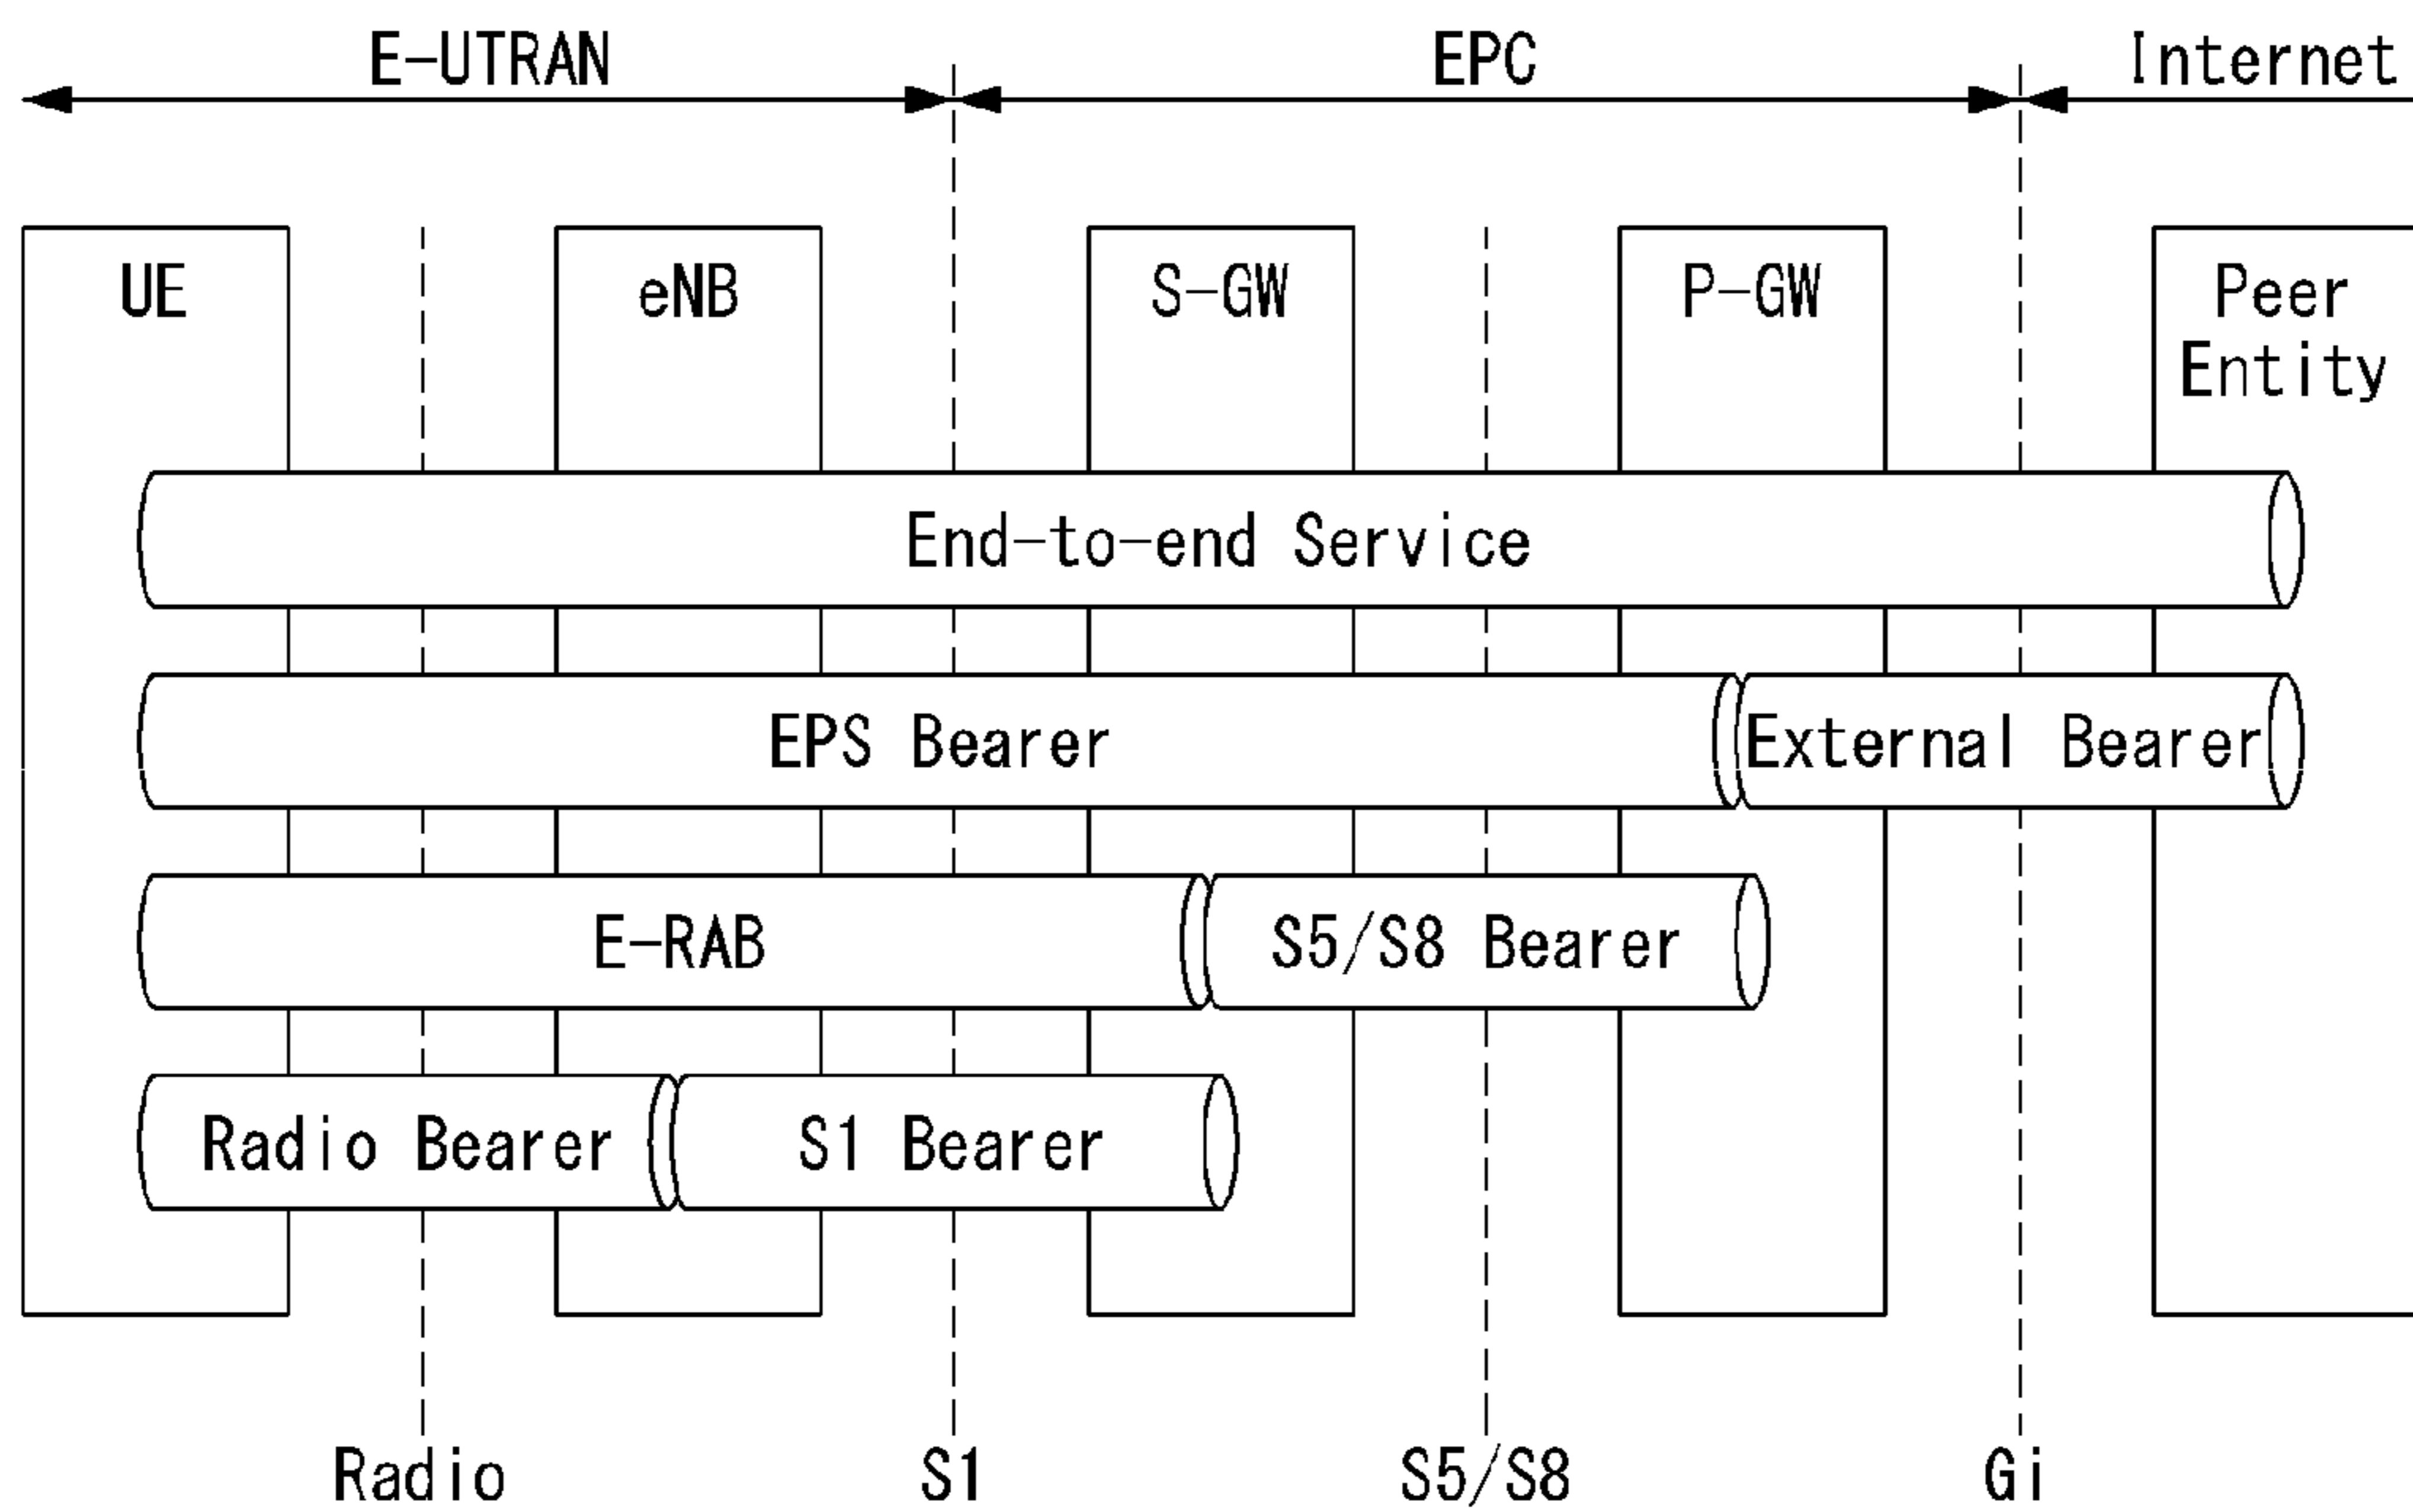 E-UTRAN
EPC
Internet
UE
eNB
S-GW
P-GW
Peer
Entity
End-to-end Service
EPS Bearer
External Bearer
E-RAB
S5/S8 Bearer
Radio Bearer
S1 Bearer
Radio
S1
S5/S8
Gi